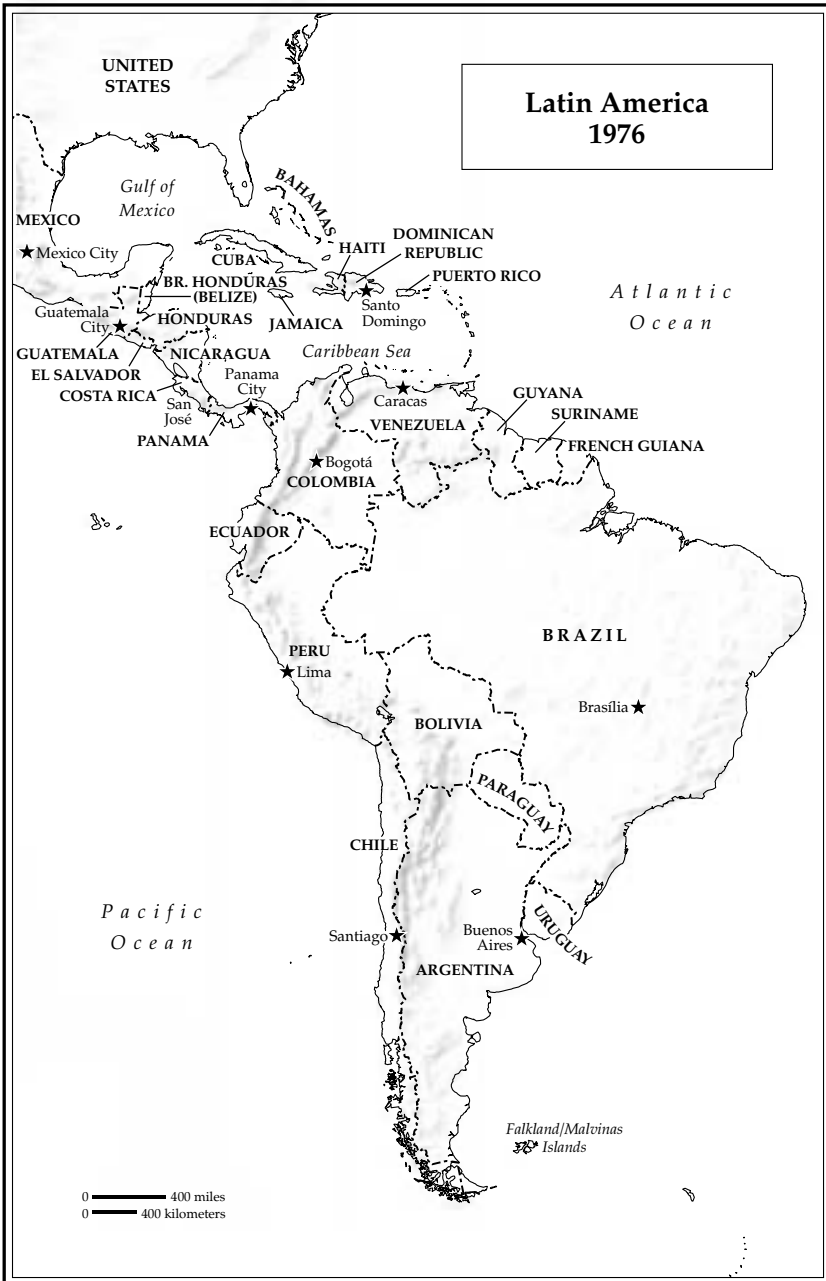 Latin America
1976
UNITED
STATES
Gulf of
Mexico
BAHAMAS
MEXICO
Mexico City
CUBA
HAITI
DOMINICAN
REPUBLIC
PUERTO RICO
BR. HONDURAS
(BELIZE)
Guatemala
City
HONDURAS
JAMAICA
Santo
Domingo
Atlantic
Ocean
GUATEMALA
NICARAGUA
Caribbean Sea
EL SALVADOR
COSTA RICA
Panama
City
San
José
PANAMA
Caracas
VENEZUELA
GUYANA
SURINAME
FRENCH GUIANA
Bogotá
COLOMBIA
ECUADOR
PERU
Lima
BRAZIL
Brasília
BOLIVIA
PARAGUAY
CHILE
Pacific
Ocean
Santiago
Buenos
Aires
URUGUAY
ARGENTINA
Falkland/Malvinas
Islands
0 400 miles
0 400 kilometers